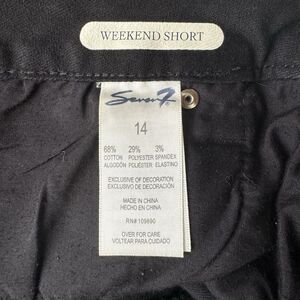 WEEKEND SHORT
Seven7
14
68% 29% 3%
COTTON POLYESTER SPANDEX
ALGODÓN POLIÉSTER ELASTINO
EXCLUSIVE OF DECORATION
EXCLUSIVO DE DECORACIÓN
MADE IN CHINA
HECHO EN CHINA
RN# 109890
OVER FOR CARE
VOLTEAR PARA CUIDADO